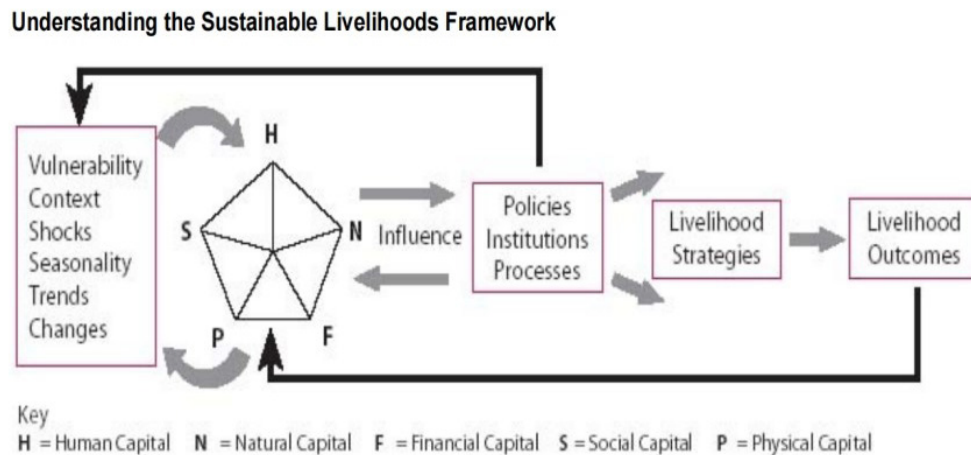 Understanding the Sustainable Livelihoods Framework
Vulnerability
Context
Shocks
Seasonality
Trends
Changes
H
S
N
P
F
Influence
Policies
Institutions
Processes
Livelihood
Strategies
Livelihood
Outcomes
Key
H = Human Capital N = Natural Capital F = Financial Capital S = Social Capital P = Physical Capital